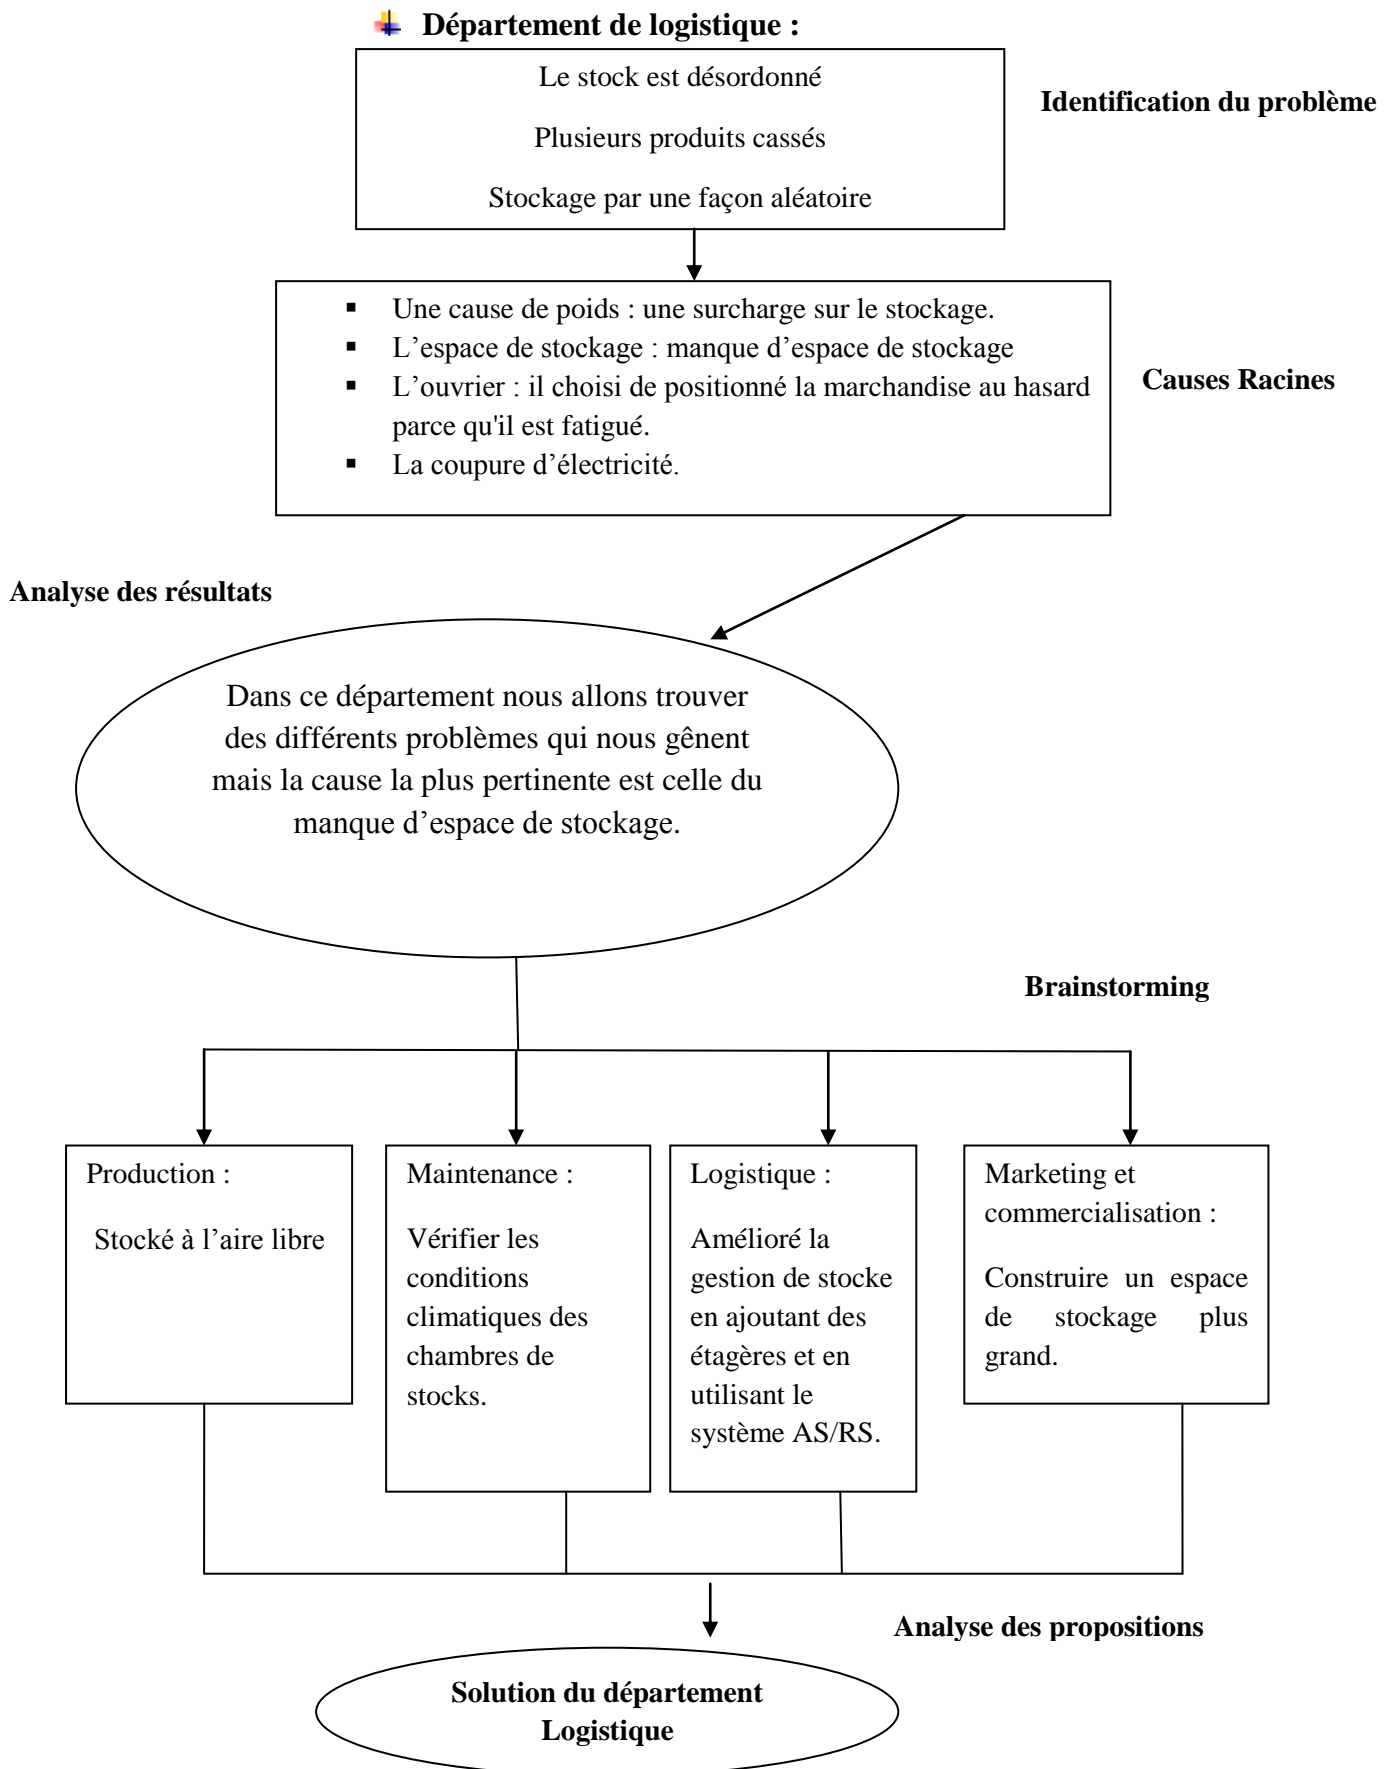 Département de logistique :
Le stock est désordonné
Plusieurs produits cassés
Stockage par une façon aléatoire
Identification du problème
▪ Une cause de poids : une surcharge sur le stockage.
▪ L’espace de stockage : manque d’espace de stockage
▪ L’ouvrier : il choisi de positionné la marchandise au hasard
parce qu'il est fatigué.
▪ La coupure d’électricité.
Causes Racines
Analyse des résultats
Dans ce département nous allons trouver
des différents problèmes qui nous gênent
mais la cause la plus pertinente est celle du
manque d’espace de stockage.
Brainstorming
Production :
Stocké à l’aire libre
Maintenance :
Vérifier les
conditions
climatiques des
chambres de
stocks.
Logistique :
Amélioré la
gestion de stocke
en ajoutant des
étagères et en
utilisant le
système AS/RS.
Marketing et
commercialisation :
Construire un espace
de stockage plus
grand.
Analyse des propositions
Solution du département
Logistique